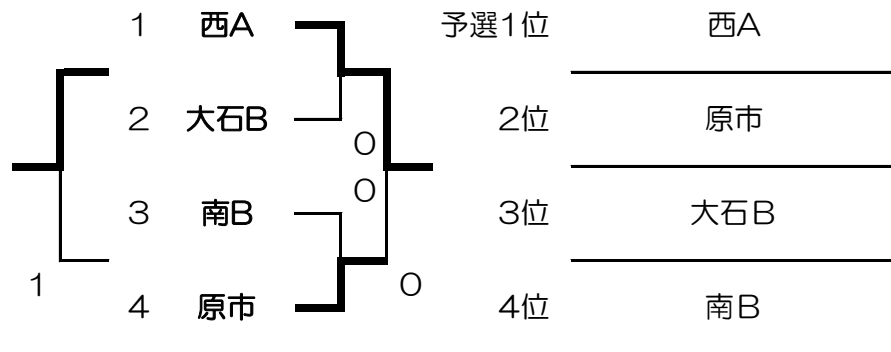 1 西A 予選1位 西A
2 大石B 2位 原市
0
0
3 南B 3位 大石B
1 0
4 原市 4位 南B